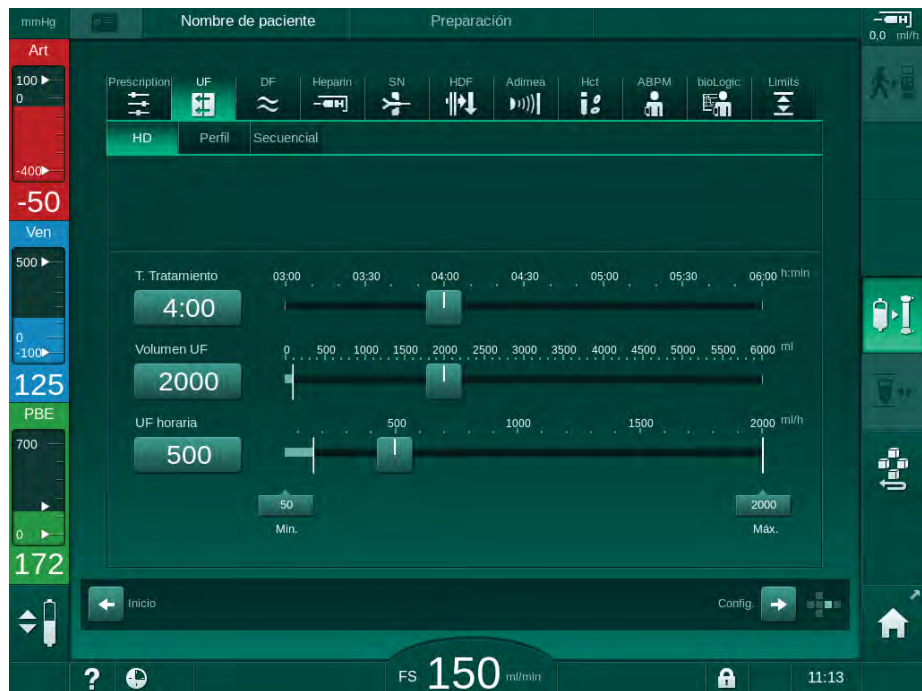 mmHg
Nombre de paciente
Preparación
0,0 ml/h
Art
100
0
-400
-50
Ven
500
0
-100
125
PBE
700
0
172
Prescription UF DF Heparin SN HDF Adimea Hct ABPM bioLogic Limits
HD Perfil Secuencial
T. Tratamiento
4:00
03:00 03:30 04:00 04:30 05:00 05:30 06:00 h:min
Volumen UF
2000
0 500 1000 1500 2000 2500 3000 3500 4000 4500 5000 5500 6000 ml
UF horaria
500
500 1000 1500 2000 ml/h
50
Min.
2000
Máx.
Inicio
Config.
? FS 150 ml/min
11:13